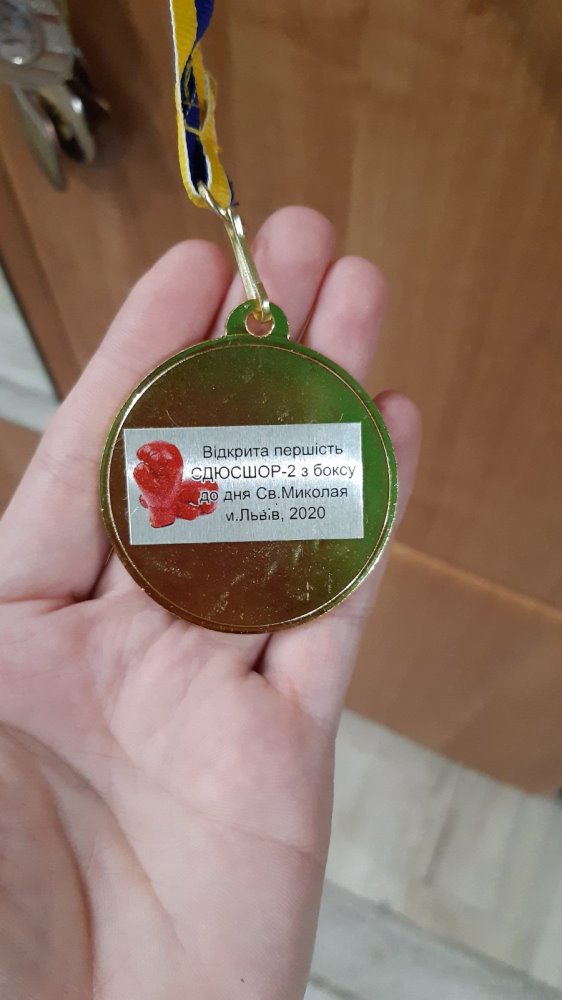 Відкрита першість
СДЮСШОР-2 з боксу
до дня Св.Миколая
м.Львів, 2020